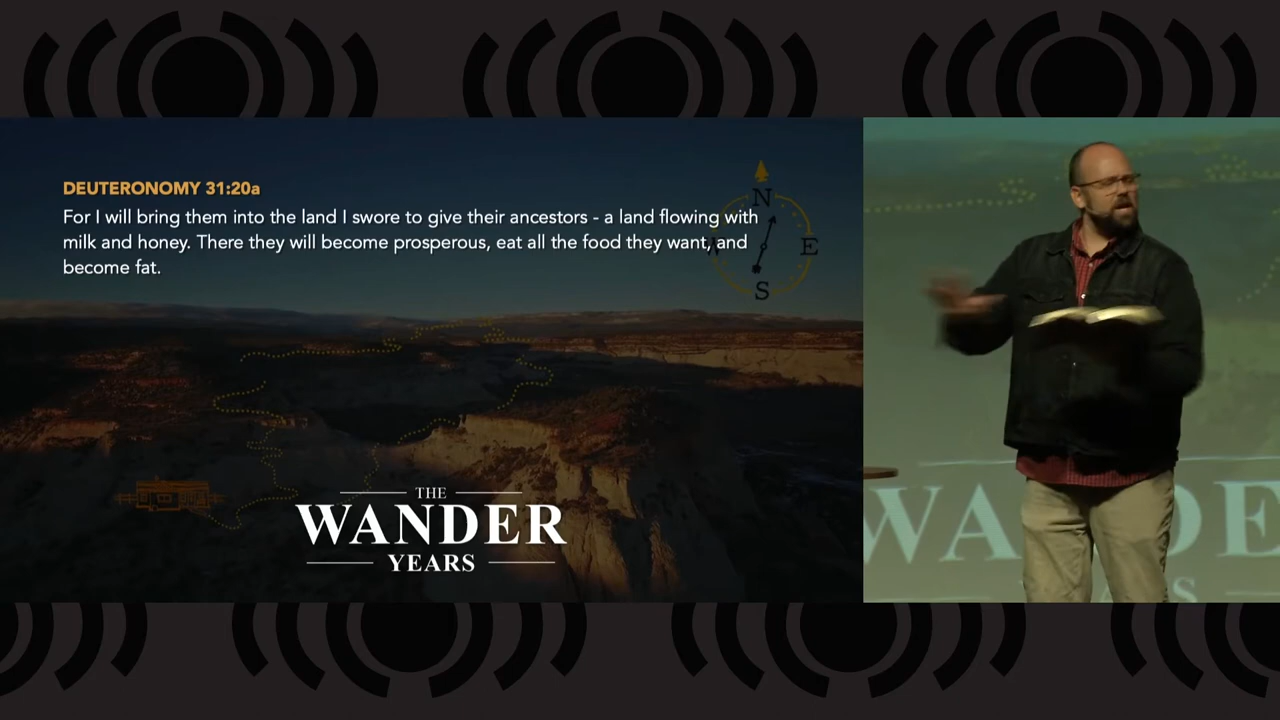 DEUTERONOMY 31:20a
For I will bring them into the land I swore to give their ancestors - a land flowing with
milk and honey. There they will become prosperous, eat all the food they want, and
become fat.
N
W E
S
THE
WANDER
YEARS
WANDE